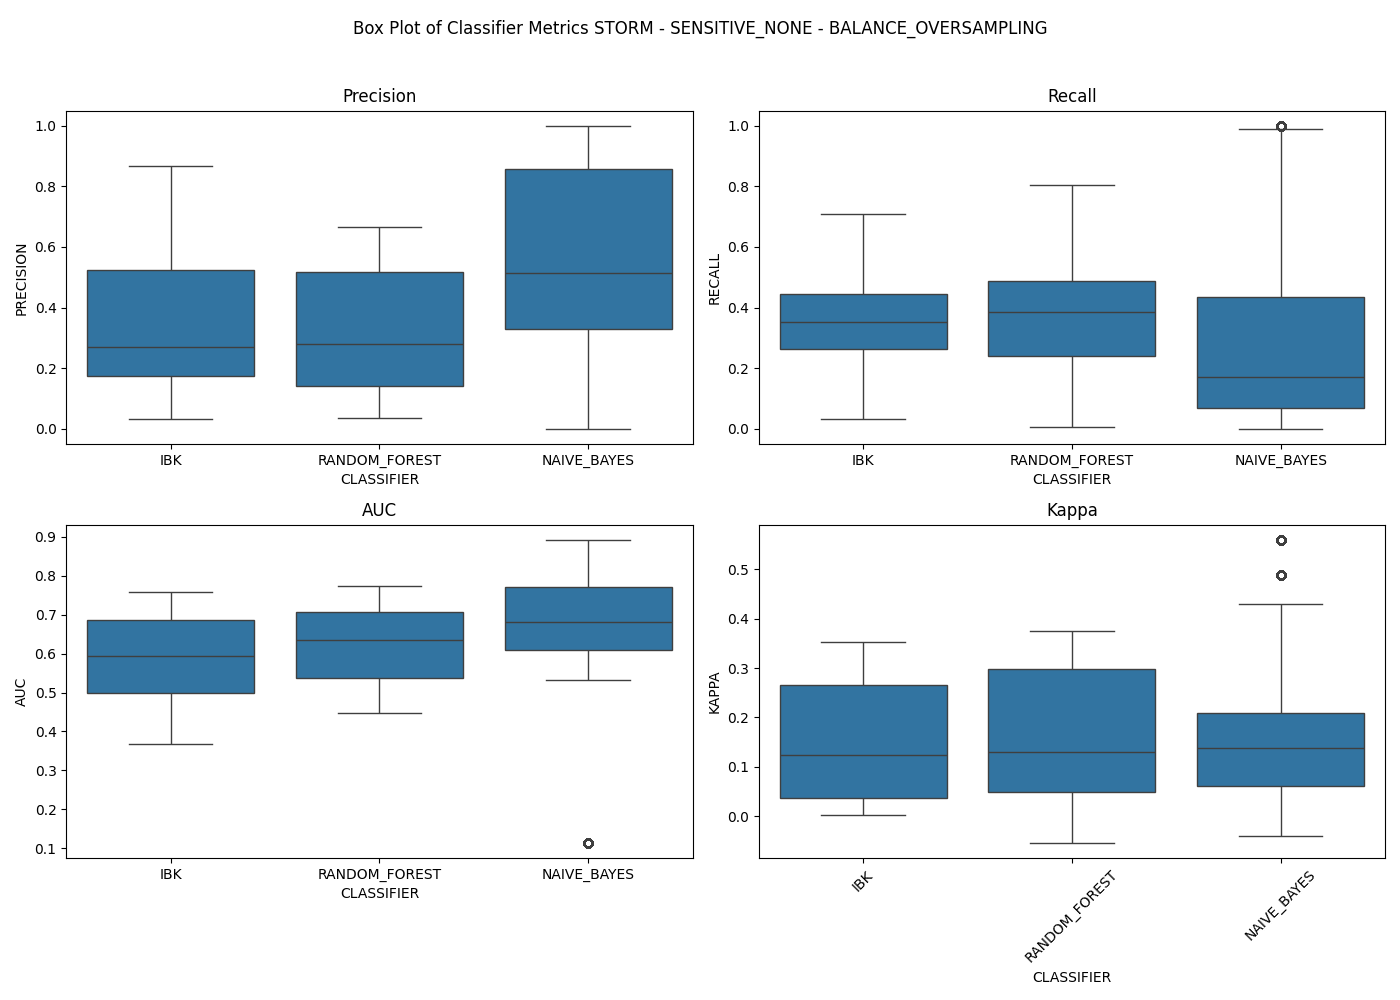 Box Plot of Classifier Metrics STORM - SENSITIVE_NONE - BALANCE_OVERSAMPLING
Precision
1.0
0.8
0.6
0.4
0.2
0.0
PRECISION
IBK RANDOM_FOREST NAIVE_BAYES
CLASSIFIER
Recall
1.0
0.8
0.6
0.4
0.2
0.0
RECALL
IBK RANDOM_FOREST NAIVE_BAYES
CLASSIFIER
AUC
0.9
0.8
0.7
0.6
0.5
0.4
0.3
0.2
0.1
AUC
IBK RANDOM_FOREST NAIVE_BAYES
CLASSIFIER
Kappa
0.5
0.4
0.3
0.2
0.1
0.0
KAPPA
IBK RANDOM_FOREST NAIVE_BAYES
CLASSIFIER